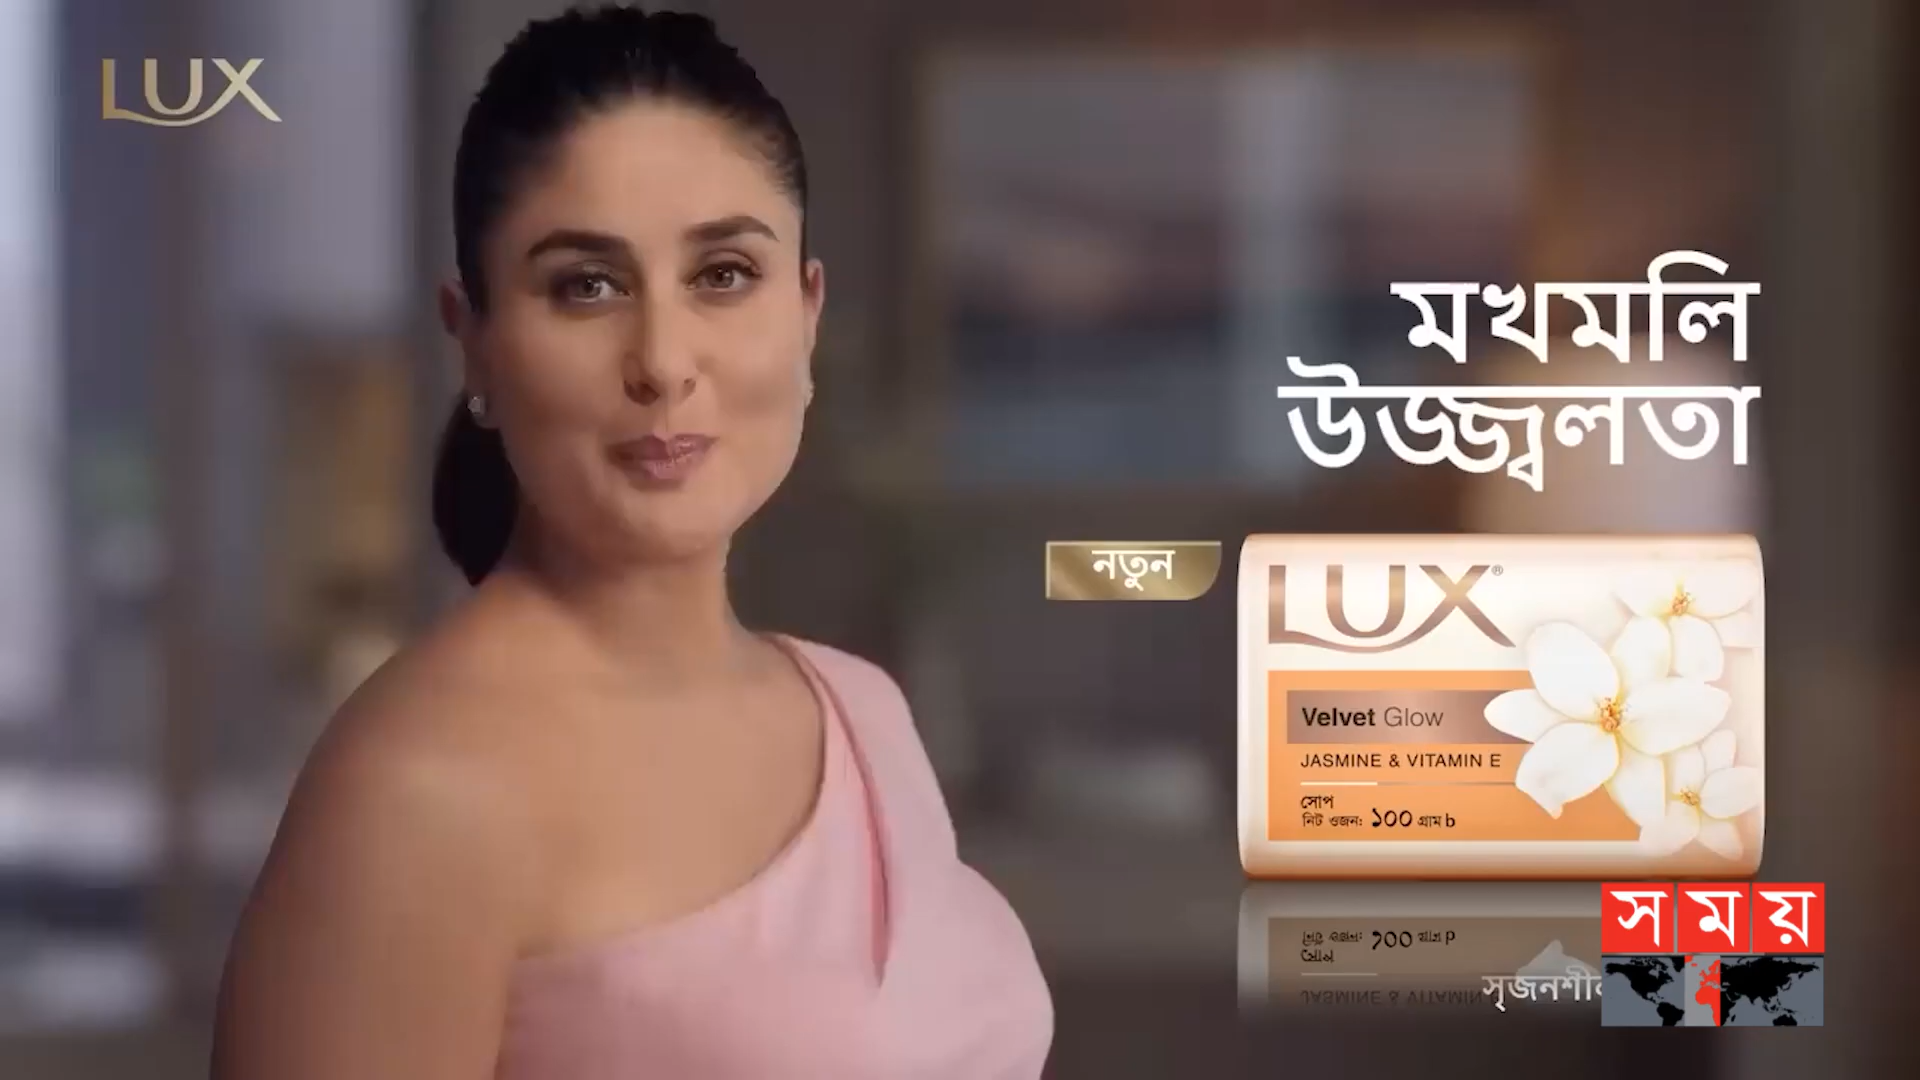 LUX
মখমলি
উজ্জ্বলতা
নতুন
LUX®
Velvet Glow
JASMINE & VITAMIN E
সোপ
নিট ওজন: ১০০ গ্রাম b
সময়